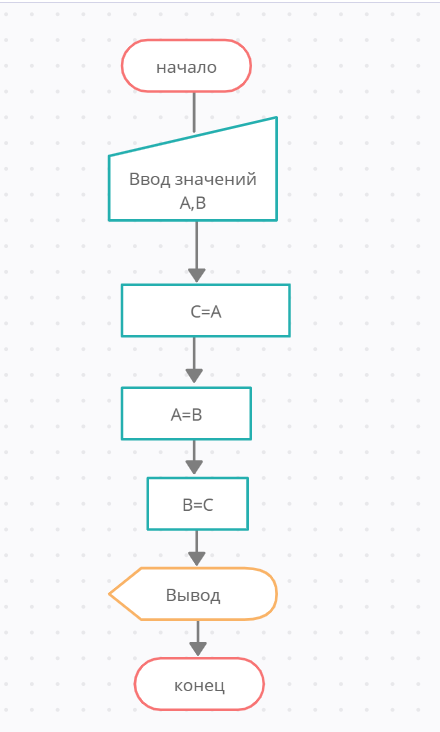 начало
Ввод значений
A,B
C=A
A=B
B=C
Вывод
конец